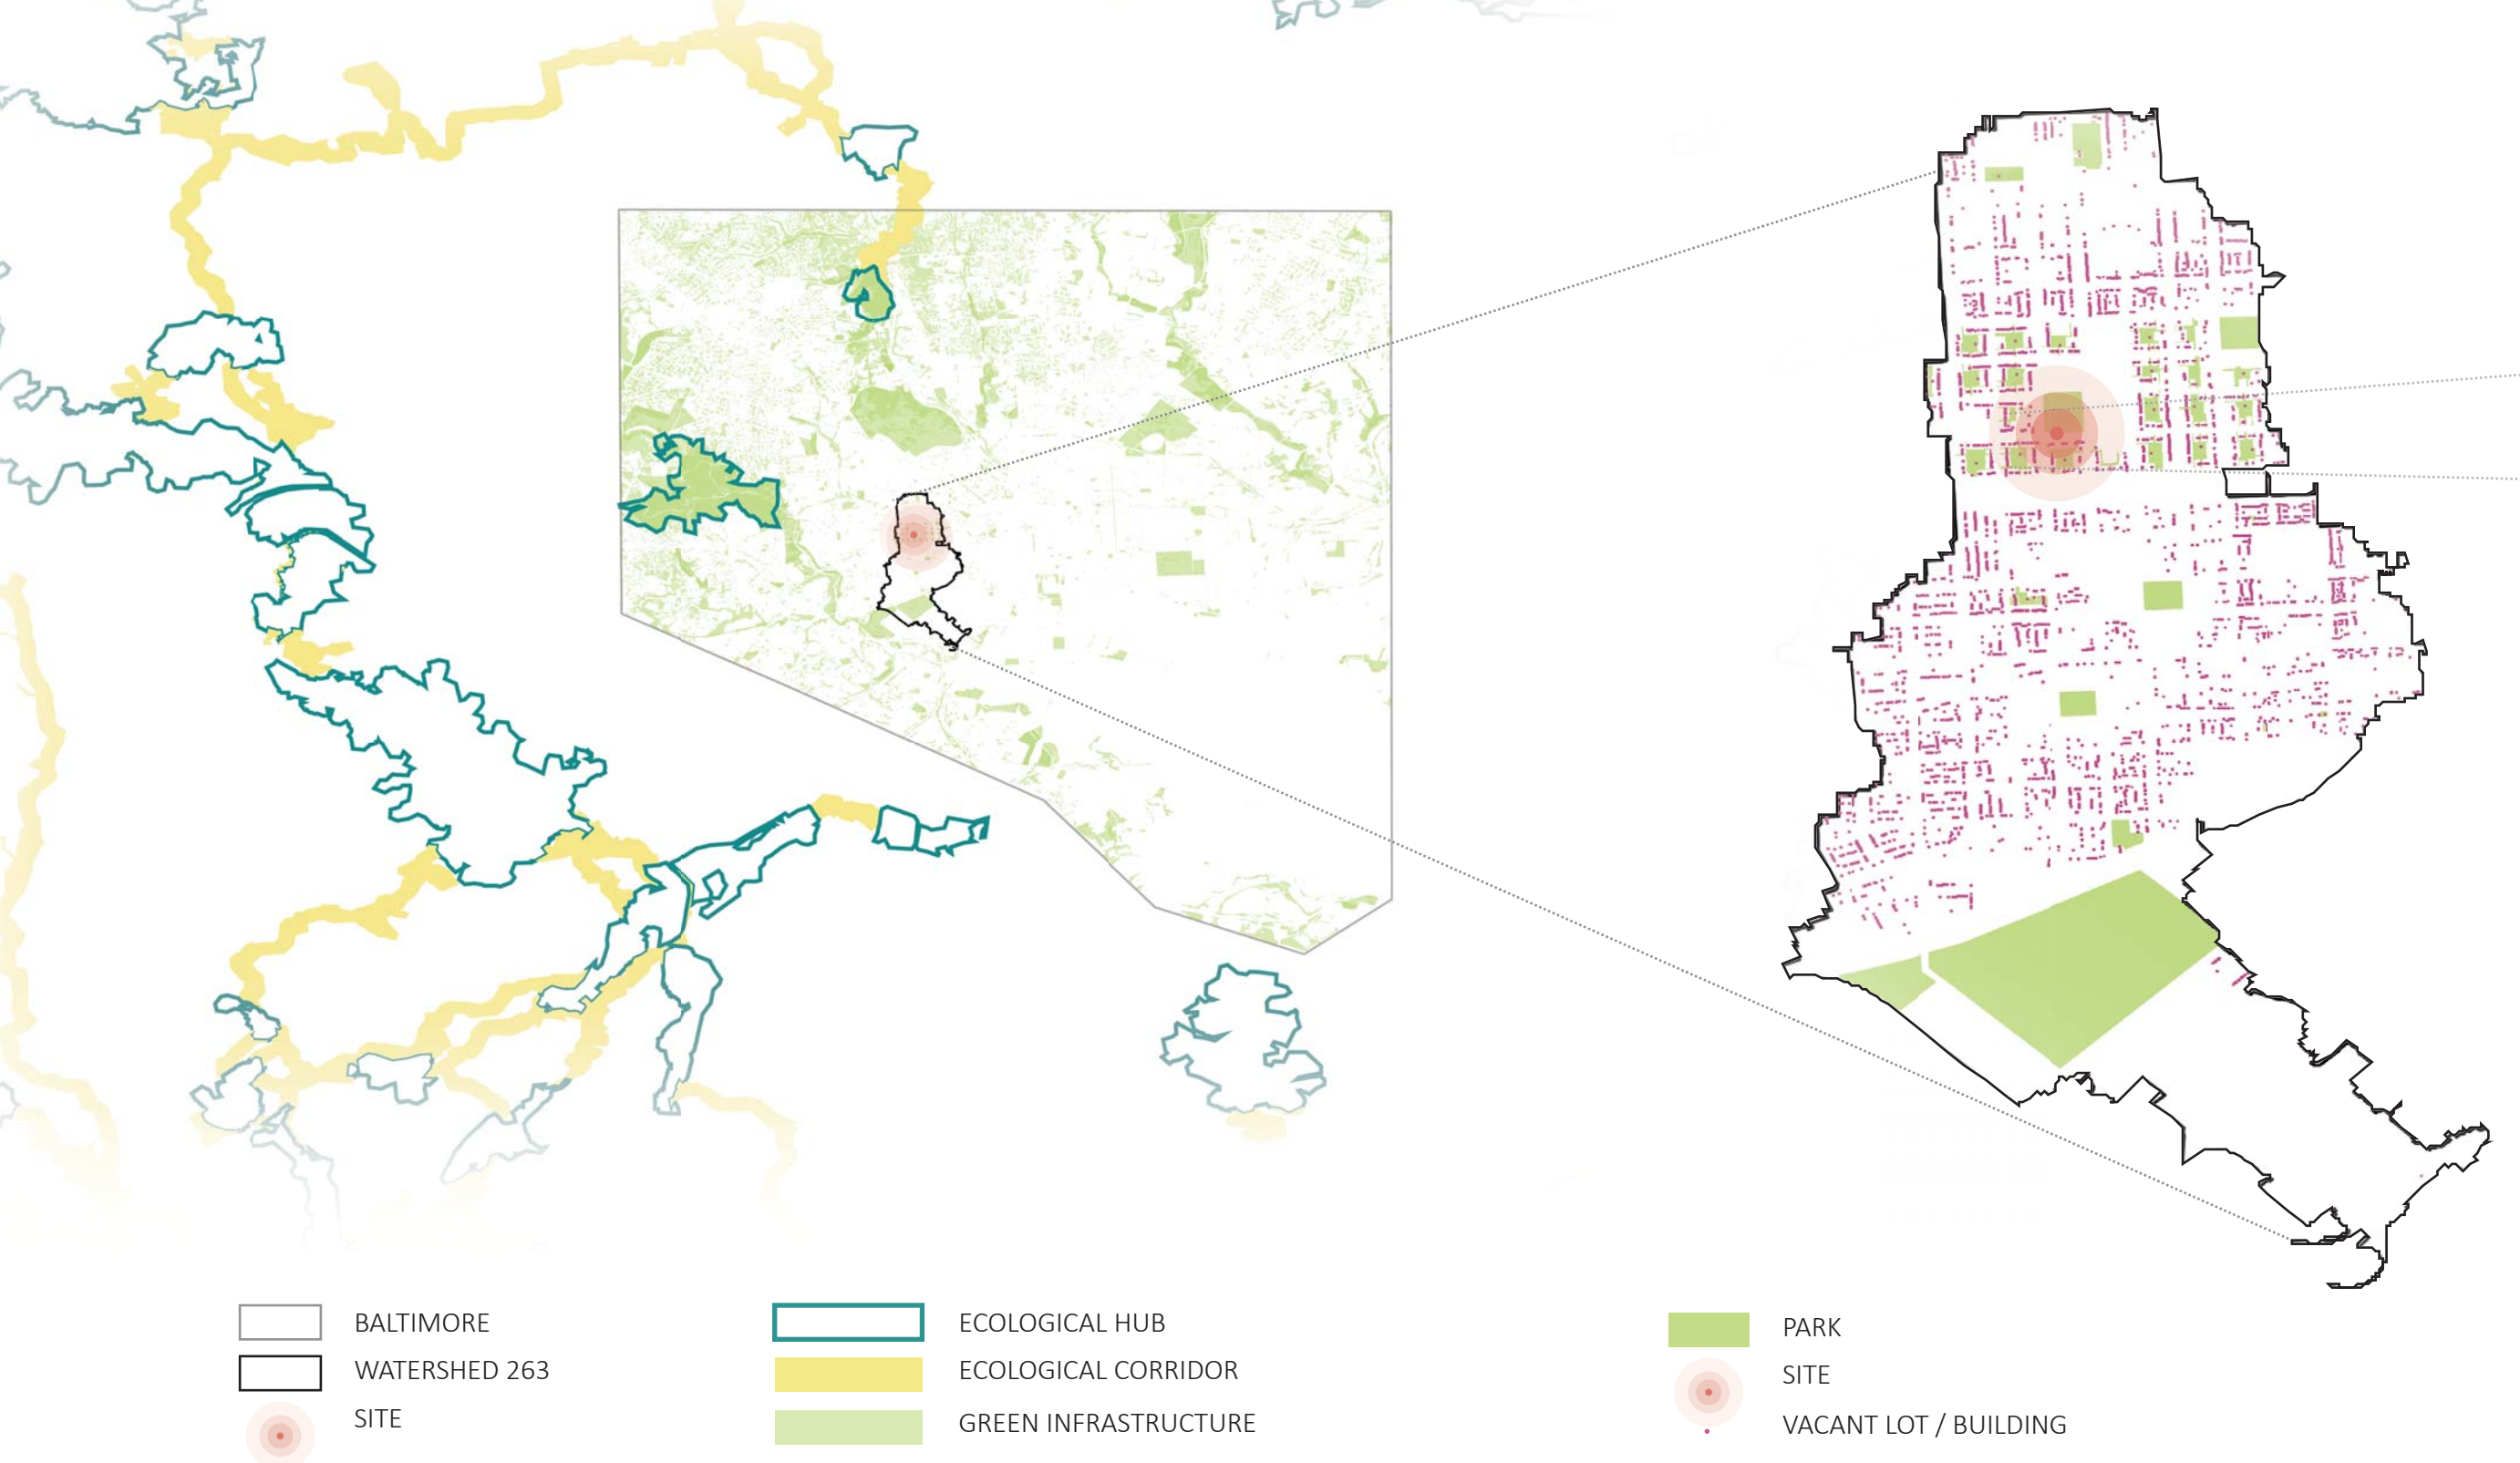 BALTIMORE
WATERSHED 263
SITE
ECOLOGICAL HUB
ECOLOGICAL CORRIDOR
GREEN INFRASTRUCTURE
PARK
SITE
VACANT LOT / BUILDING